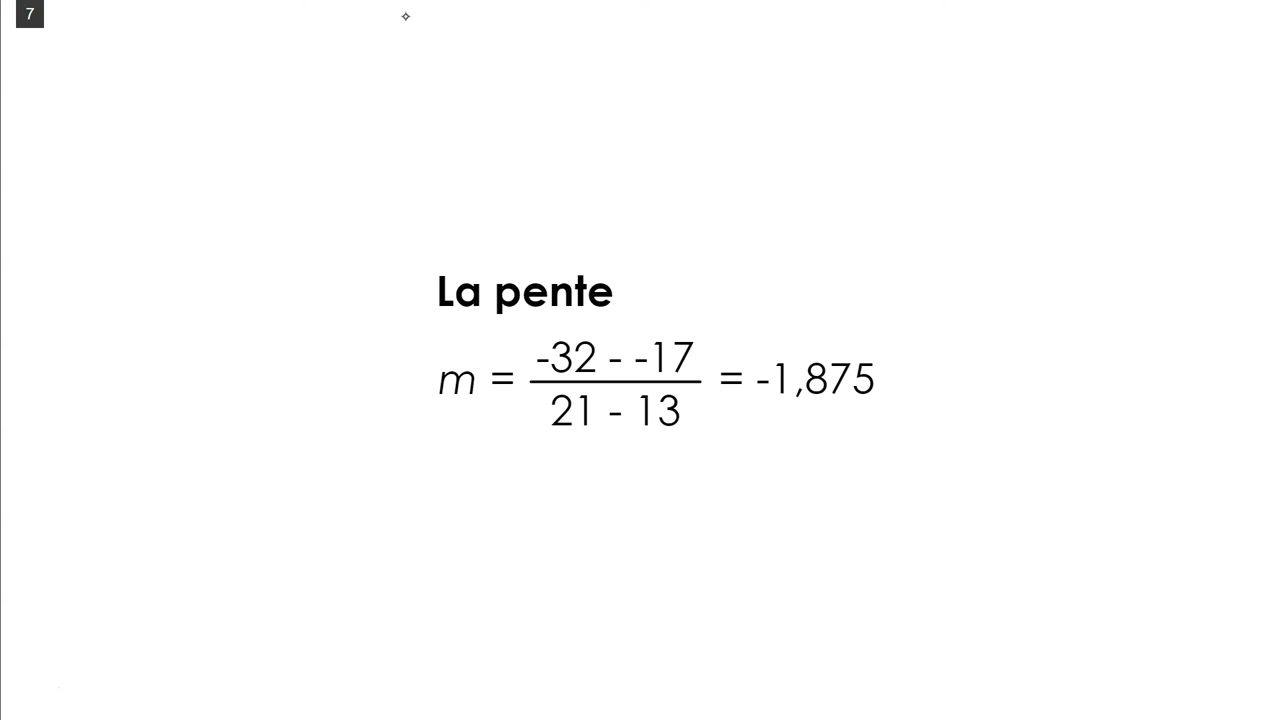 7
La pente
m = -32 - -17 / 21 - 13 = -1,875